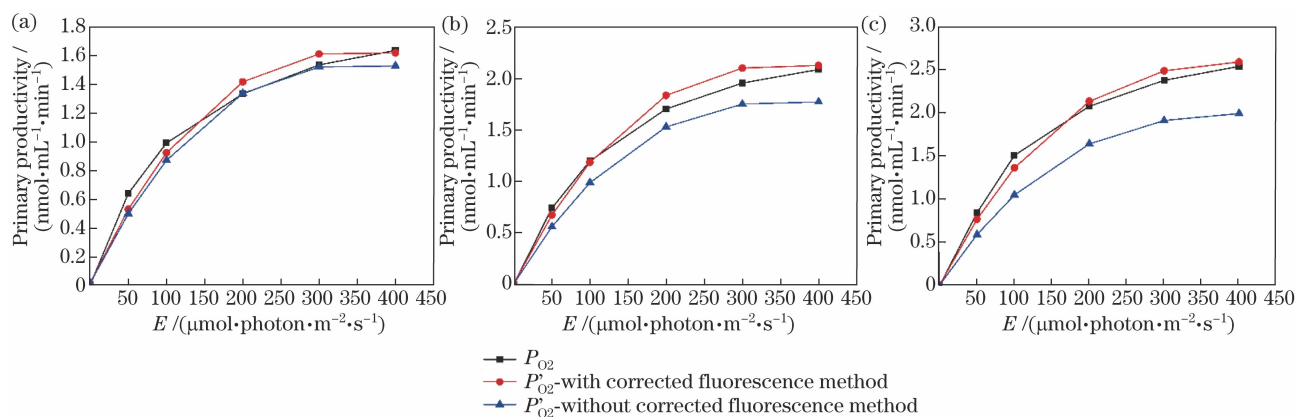 (a)
Primary productivity /
(nmol•mL⁻¹•min⁻¹)
1.8
1.6
1.4
1.2
1.0
0.8
0.6
0.4
0.2
0
50 100 150 200 250 300 350 400 450
E /(μmol•photon•m⁻²•s⁻¹)
(b)
Primary productivity /
(nmol•mL⁻¹•min⁻¹)
2.5
2.0
1.5
1.0
0.5
0
50 100 150 200 250 300 350 400 450
E /(μmol•photon•m⁻²•s⁻¹)
(c)
Primary productivity /
(nmol•mL⁻¹•min⁻¹)
3.0
2.5
2.0
1.5
1.0
0.5
0
50 100 150 200 250 300 350 400 450
E /(μmol•photon•m⁻²•s⁻¹)
P_O2
P'_O2-with corrected fluorescence method
P'_O2-without corrected fluorescence method